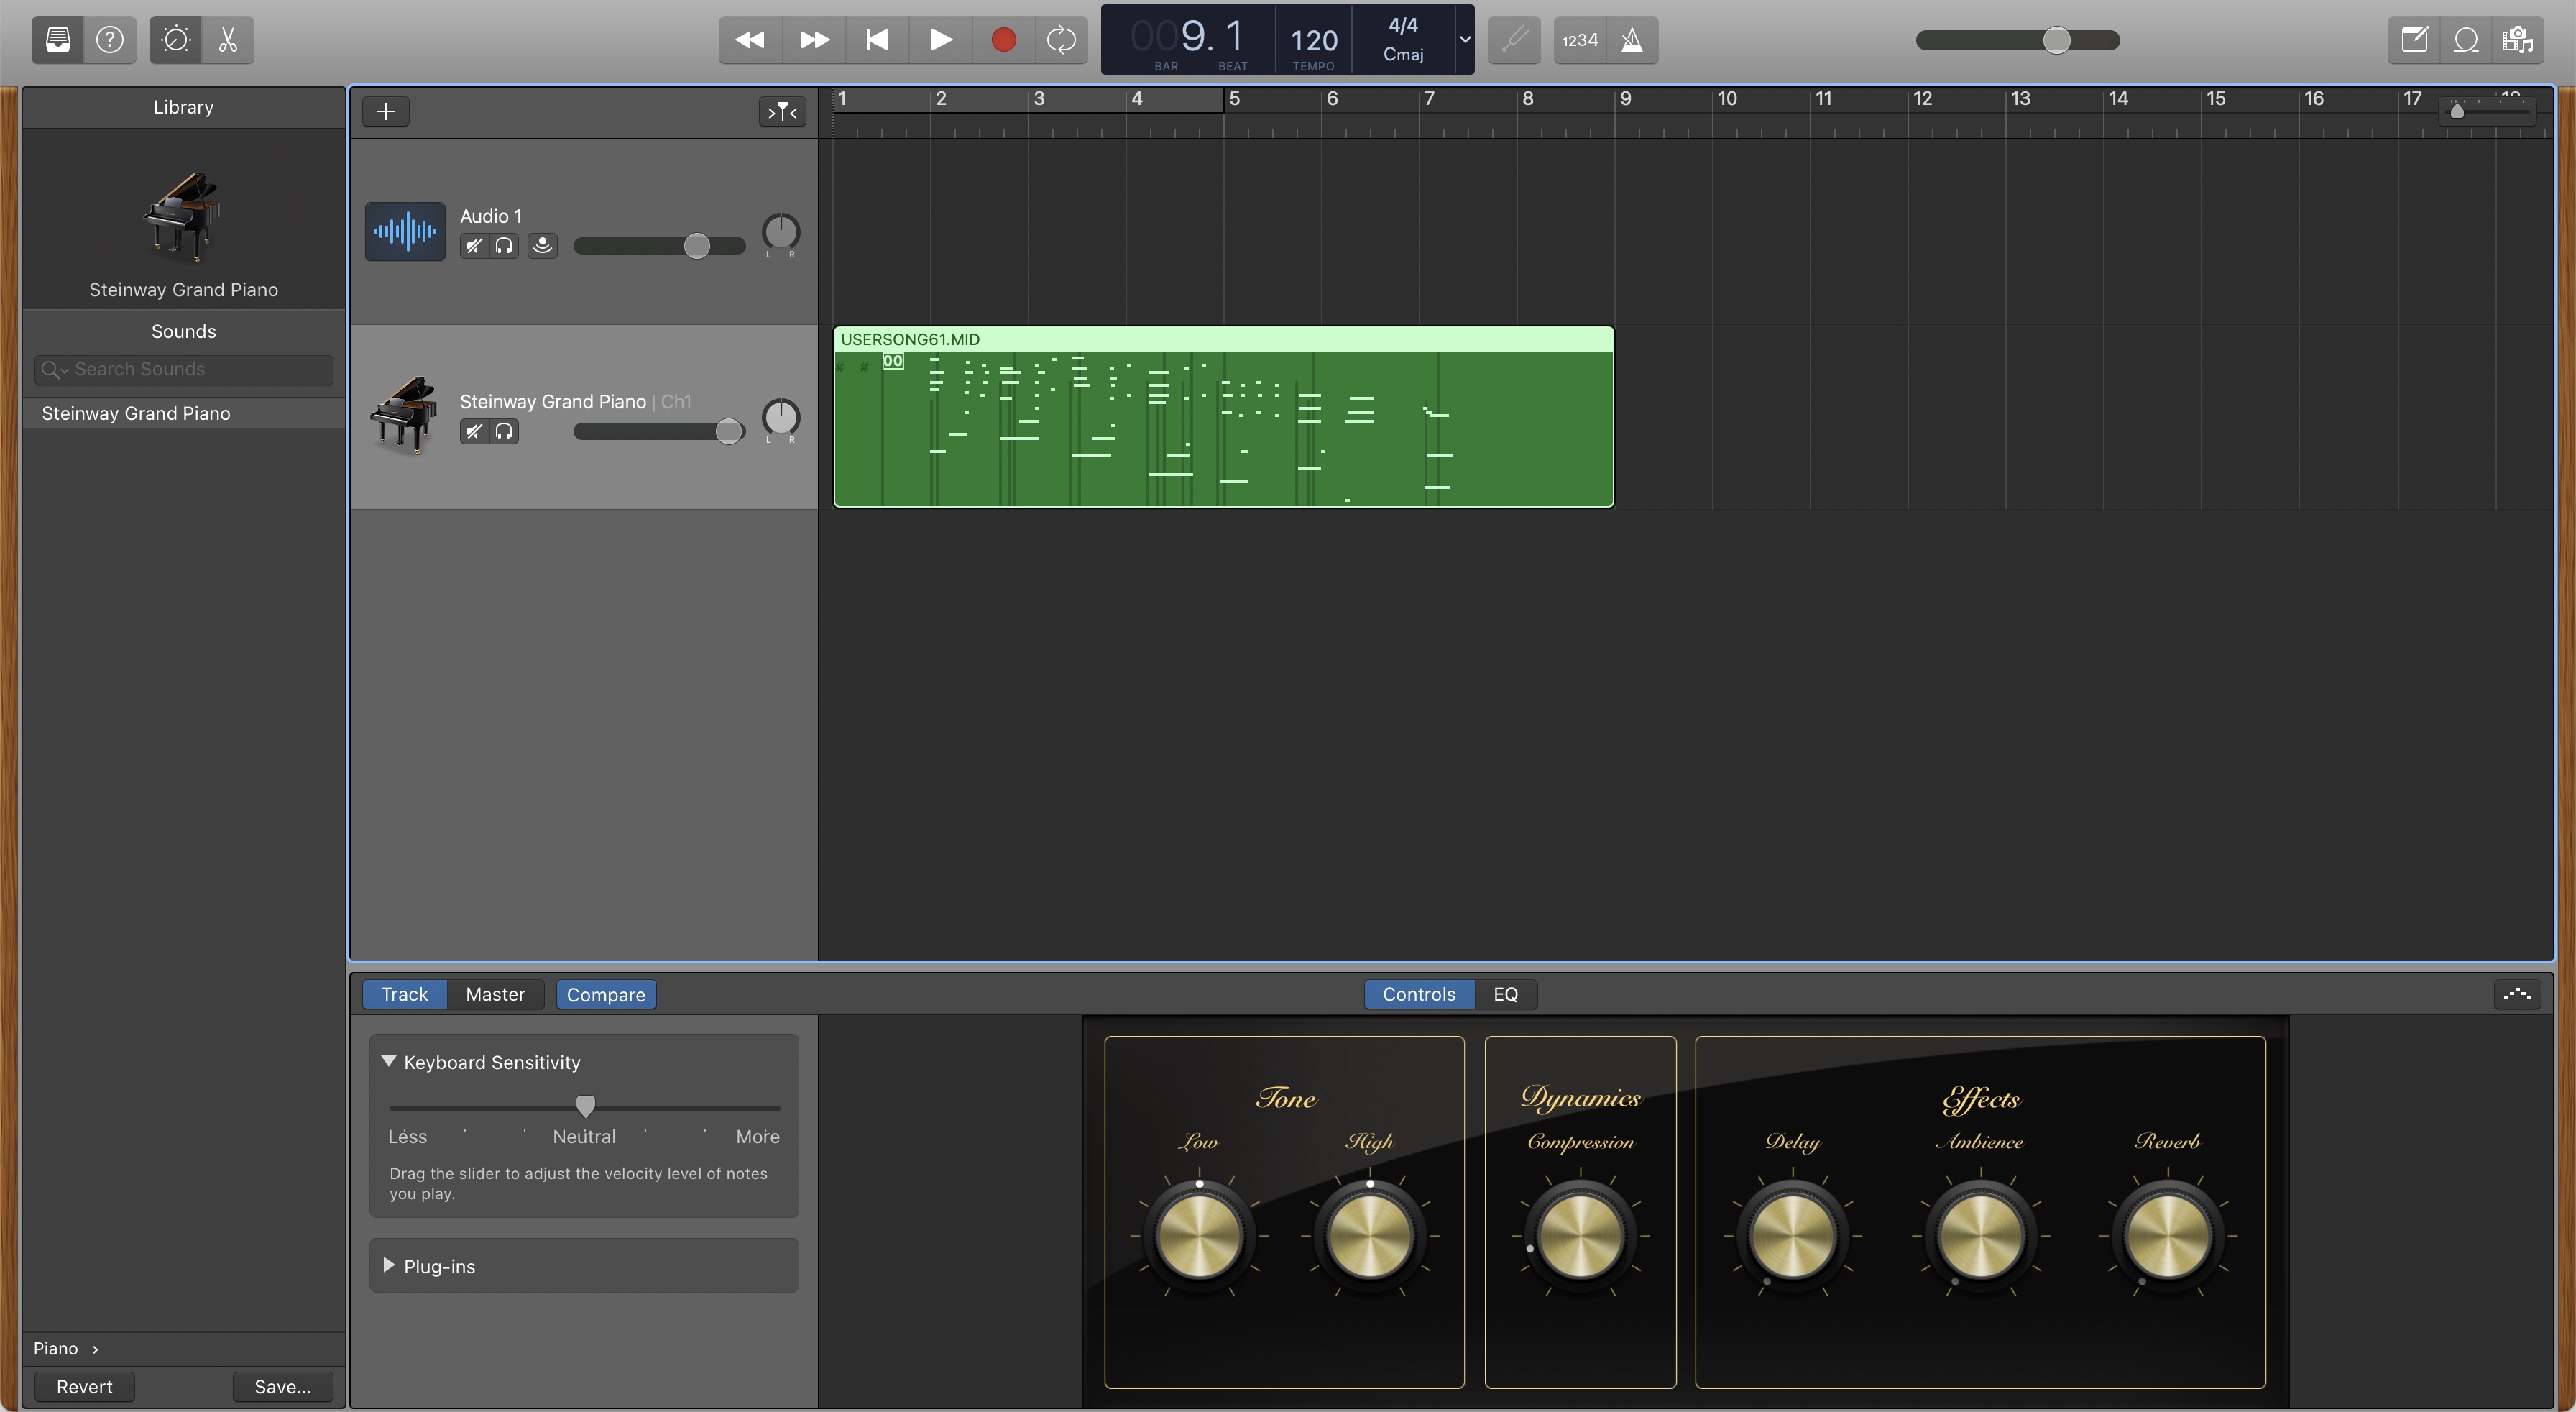 009. 1
BAR BEAT
120
TEMPO
4/4
Cmaj
1234
Library
Steinway Grand Piano
Sounds
Search Sounds
Steinway Grand Piano
Piano ›
Revert Save...
1 2 3 4 5 6 7 8 9 10 11 12 13 14 15 16 17
Audio 1
L R
Steinway Grand Piano | Ch1
L R
USERSONG61.MID
00
Track Master Compare
Controls EQ
Keyboard Sensitivity
Less Neutral More
Drag the slider to adjust the velocity level of notes
you play.
Plug-ins
Tone
Low High
Dynamics
Compression
Effects
Delay Ambience Reverb